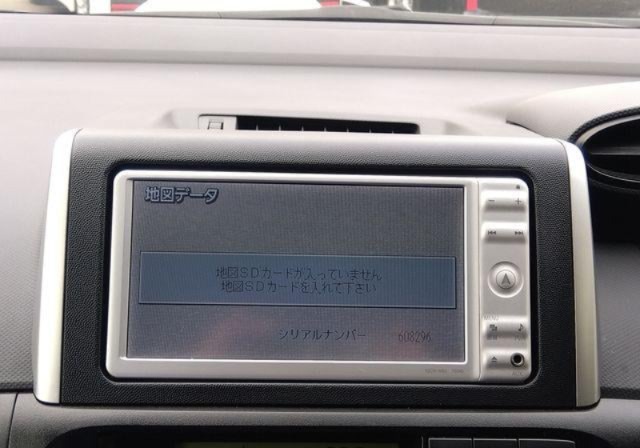 地図データ
地図SDカードが入っていません
地図SDカードを入れて下さい
シリアルナンバー 608296
MENU